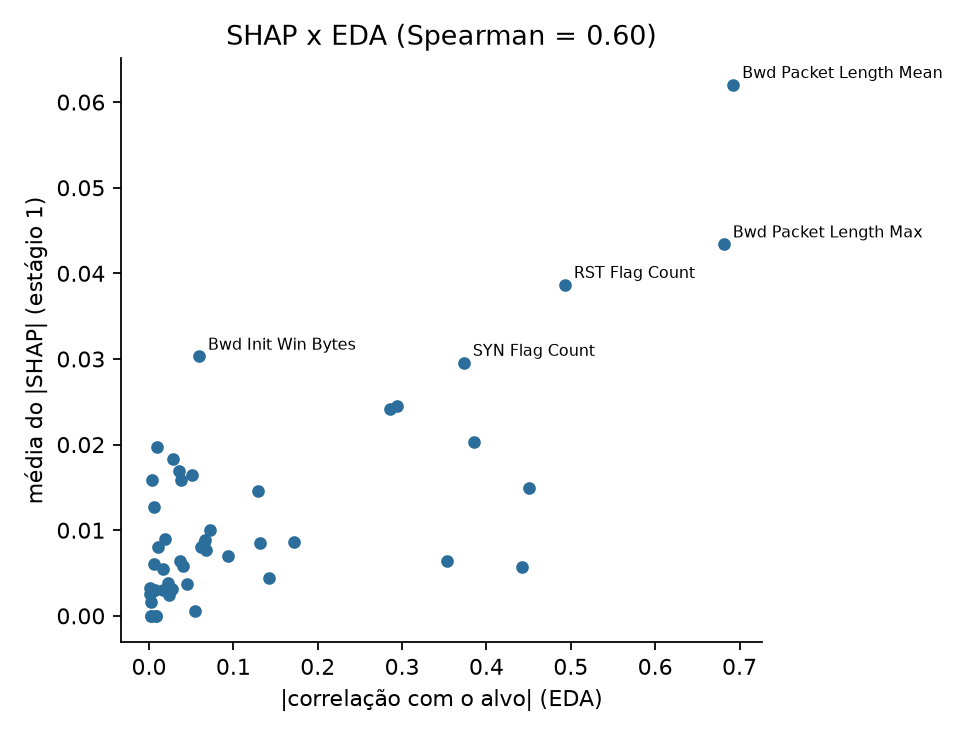 SHAP x EDA (Spearman = 0.60)
Bwd Packet Length Mean
0.06
0.05
Bwd Packet Length Max
0.04
RST Flag Count
0.03
Bwd Init Win Bytes
SYN Flag Count
0.02
0.01
0.00
média do |SHAP| (estágio 1)
0.0 0.1 0.2 0.3 0.4 0.5 0.6 0.7
|correlação com o alvo| (EDA)